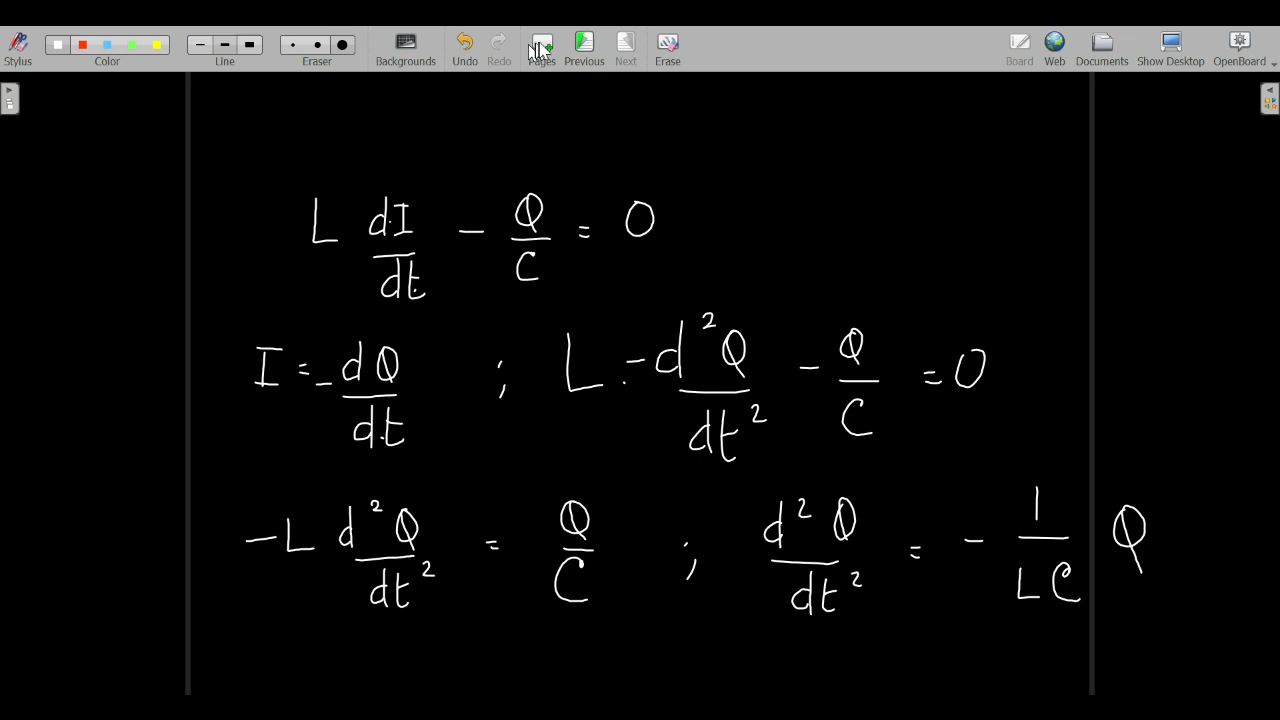 Stylus Color Line Eraser Backgrounds Undo Redo Pages Previous Next Erase Board Web Documents Show Desktop OpenBoard
L dI/dt - Q/C = 0
I = - dQ/dt ; L . - d²Q/dt² - Q/C = 0
- L d²Q/dt² = Q/C ; d²Q/dt² = - 1/LC Q